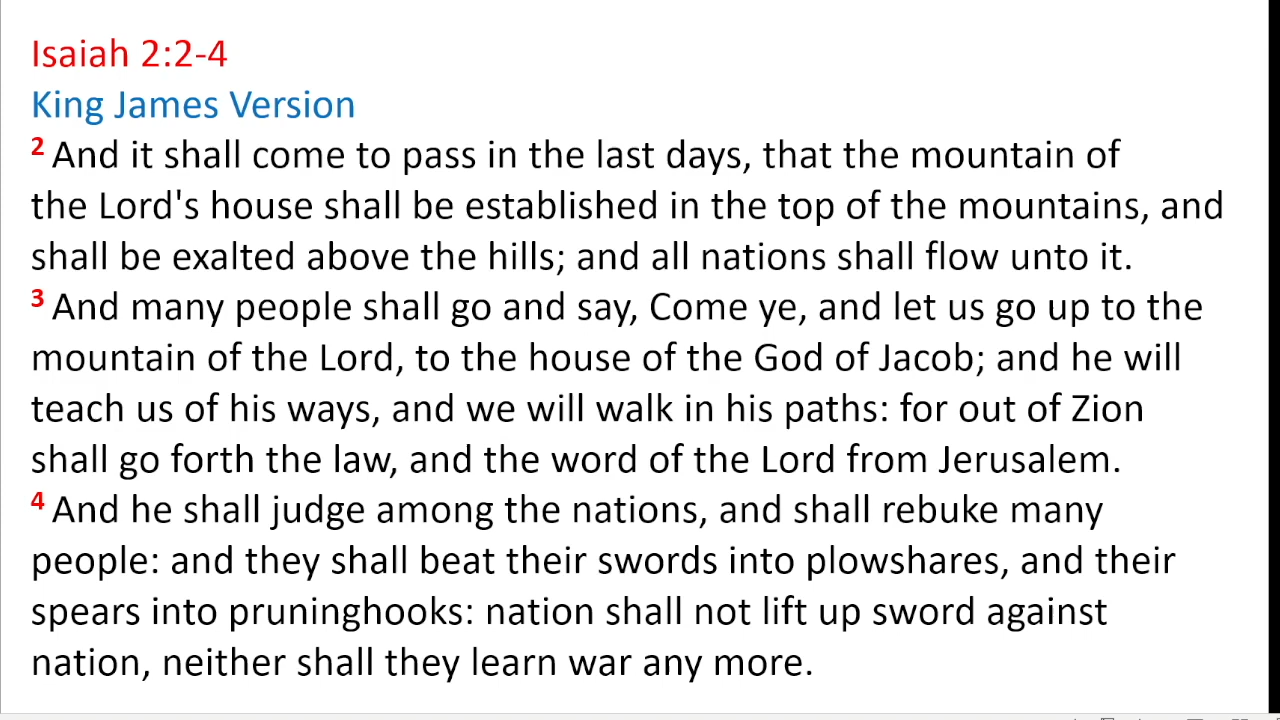 Isaiah 2:2-4
King James Version
2 And it shall come to pass in the last days, that the mountain of
the Lord's house shall be established in the top of the mountains, and
shall be exalted above the hills; and all nations shall flow unto it.
3 And many people shall go and say, Come ye, and let us go up to the
mountain of the Lord, to the house of the God of Jacob; and he will
teach us of his ways, and we will walk in his paths: for out of Zion
shall go forth the law, and the word of the Lord from Jerusalem.
4 And he shall judge among the nations, and shall rebuke many
people: and they shall beat their swords into plowshares, and their
spears into pruninghooks: nation shall not lift up sword against
nation, neither shall they learn war any more.